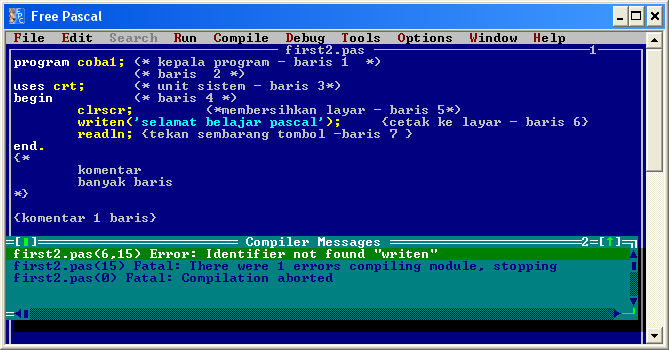 Free Pascal
File Edit Search Run Compile Debug Tools Options Window Help
first2.pas 1
program coba1; (* kepala program - baris 1 *)
(* baris 2 *)
uses crt; (* unit sistem - baris 3*)
begin (* baris 4 *)
clrscr; (*membersihkan layar - baris 5*)
writen('selamat belajar pascal'); {cetak ke layar - baris 6}
readln; {tekan sembarang tombol -baris 7 }
end.
{*
komentar
banyak baris
*}
{komentar 1 baris}
Compiler Messages 2=[↑]
first2.pas(6,15) Error: Identifier not found "writen"
first2.pas(15) Fatal: There were 1 errors compiling module, stopping
first2.pas(0) Fatal: Compilation aborted